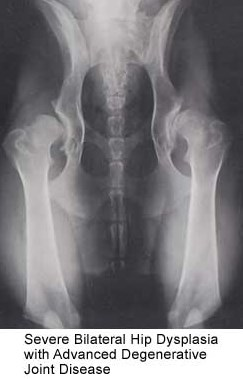 Severe Bilateral Hip Dysplasia
with Advanced Degenerative
Joint Disease